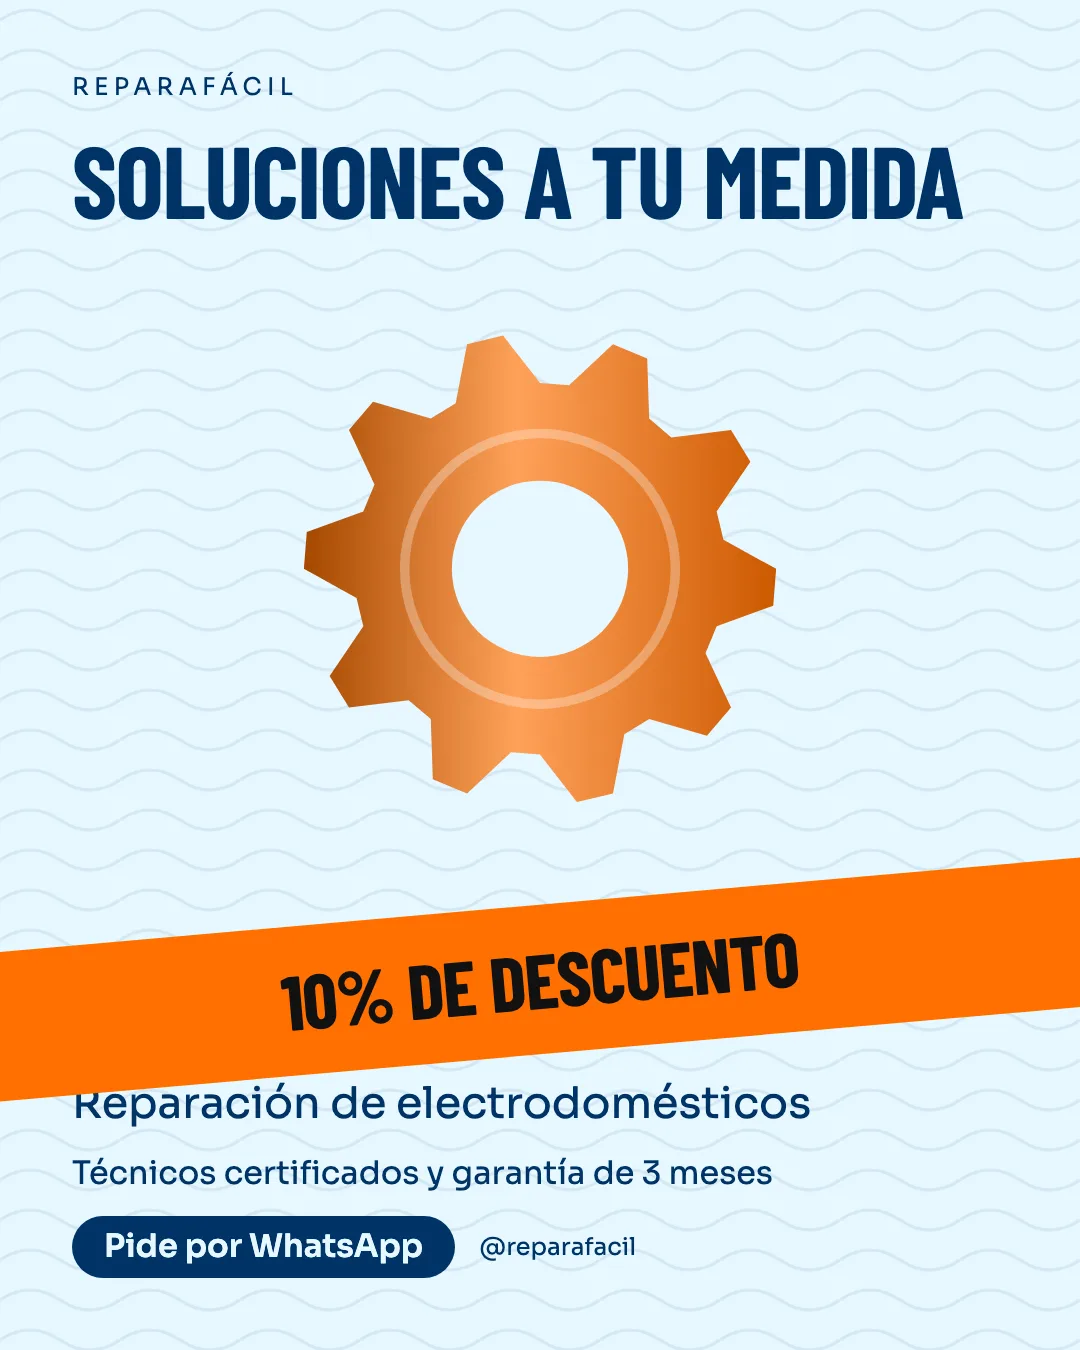 REPARAFÁCIL
SOLUCIONES A TU MEDIDA
10% DE DESCUENTO
Reparación de electrodomésticos
Técnicos certificados y garantía de 3 meses
Pide por WhatsApp
@reparafacil